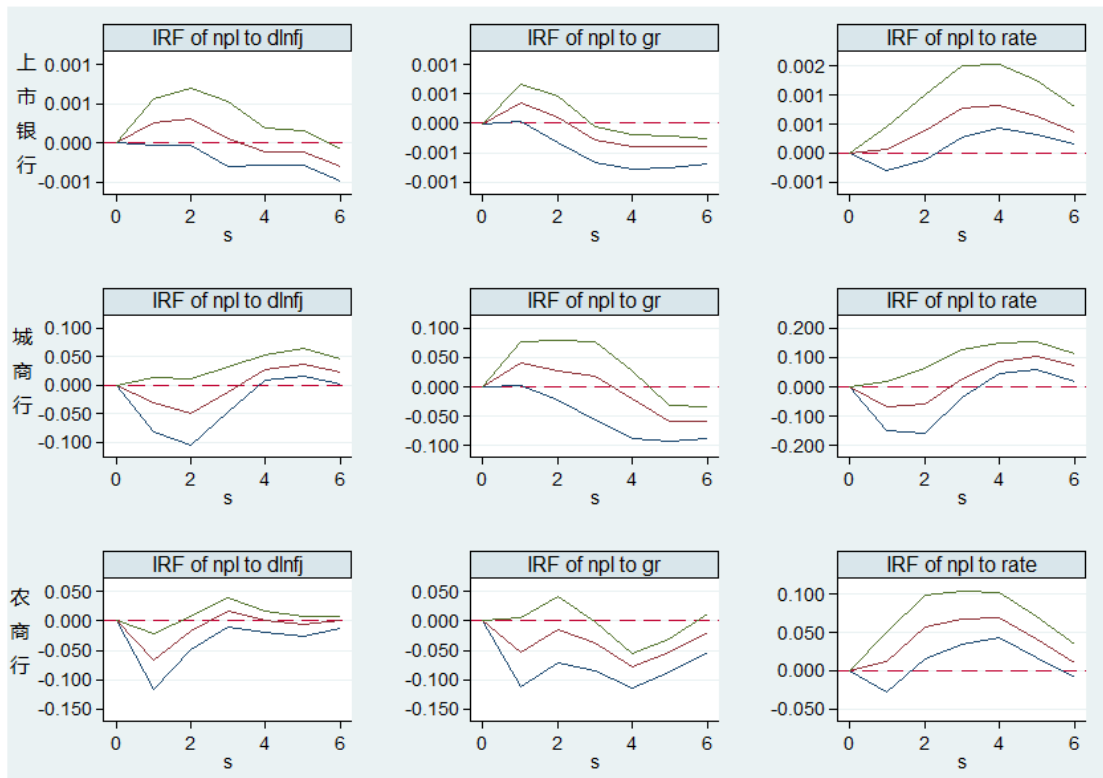 上市银行
IRF of npl to dlnfj
0.001
0.001
0.000
-0.001
0 2 4 6
s
IRF of npl to gr
0.001
0.001
0.000
-0.001
-0.001
0 2 4 6
s
IRF of npl to rate
0.002
0.001
0.001
0.000
-0.001
0 2 4 6
s
城商行
IRF of npl to dlnfj
0.100
0.050
0.000
-0.050
-0.100
0 2 4 6
s
IRF of npl to gr
0.100
0.050
0.000
-0.050
-0.100
0 2 4 6
s
IRF of npl to rate
0.200
0.100
0.000
-0.100
-0.200
0 2 4 6
s
农商行
IRF of npl to dlnfj
0.050
0.000
-0.050
-0.100
-0.150
0 2 4 6
s
IRF of npl to gr
0.050
0.000
-0.050
-0.100
-0.150
0 2 4 6
s
IRF of npl to rate
0.100
0.050
0.000
-0.050
0 2 4 6
s